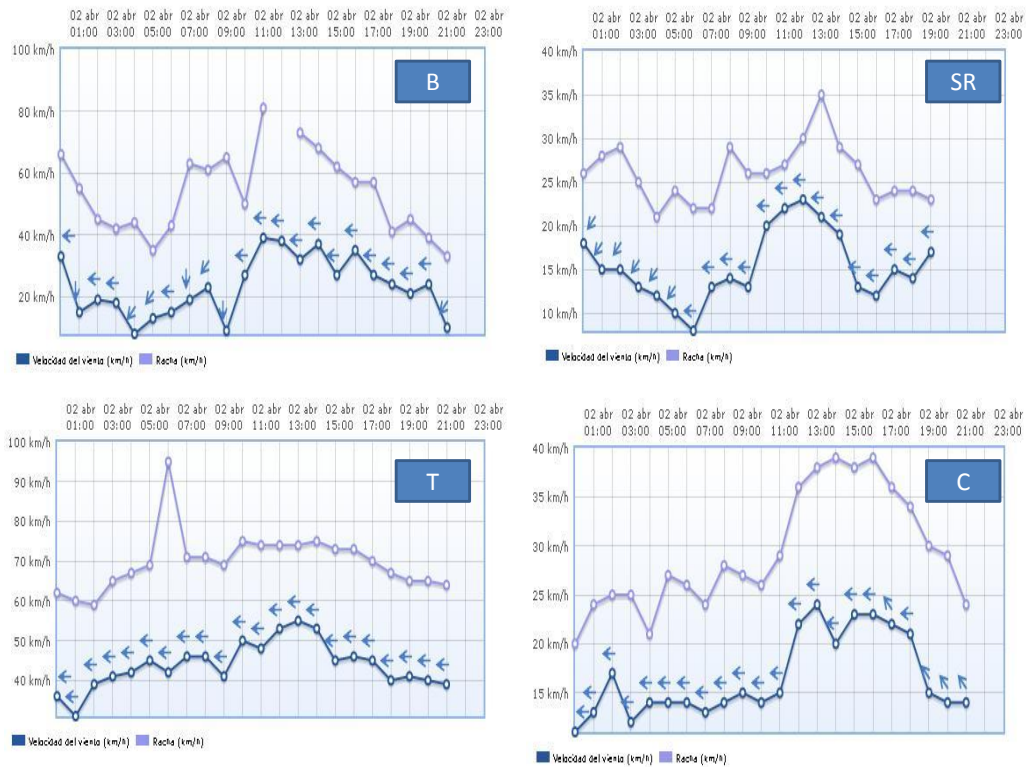 02 abr 02 abr 02 abr 02 abr 02 abr 02 abr 02 abr 02 abr 02 abr 02 abr 02 abr 02 abr
01:00 03:00 05:00 07:00 09:00 11:00 13:00 15:00 17:00 19:00 21:00 23:00
100 km/h
B
80 km/h
60 km/h
40 km/h
20 km/h
Velocidad del viento (km/h) Racha (km/h)
02 abr 02 abr 02 abr 02 abr 02 abr 02 abr 02 abr 02 abr 02 abr 02 abr 02 abr 02 abr
01:00 03:00 05:00 07:00 09:00 11:00 13:00 15:00 17:00 19:00 21:00 23:00
40 km/h
SR
35 km/h
30 km/h
25 km/h
20 km/h
15 km/h
10 km/h
Velocidad del viento (km/h) Racha (km/h)
02 abr 02 abr 02 abr 02 abr 02 abr 02 abr 02 abr 02 abr 02 abr 02 abr 02 abr 02 abr
01:00 03:00 05:00 07:00 09:00 11:00 13:00 15:00 17:00 19:00 21:00 23:00
100 km/h
T
90 km/h
80 km/h
70 km/h
60 km/h
50 km/h
40 km/h
Velocidad del viento (km/h) Racha (km/h)
02 abr 02 abr 02 abr 02 abr 02 abr 02 abr 02 abr 02 abr 02 abr 02 abr 02 abr 02 abr
01:00 03:00 05:00 07:00 09:00 11:00 13:00 15:00 17:00 19:00 21:00 23:00
40 km/h
C
35 km/h
30 km/h
25 km/h
20 km/h
15 km/h
Velocidad del viento (km/h) Racha (km/h)